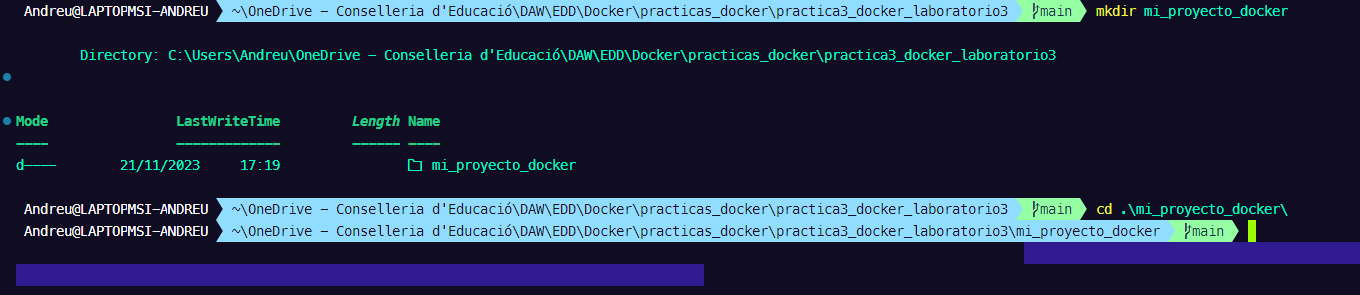 Andreu@LAPTOPMSI-ANDREU ~\OneDrive - Conselleria d'Educació\DAW\EDD\Docker\practicas_docker\practica3_docker_laboratorio3 main mkdir mi_proyecto_docker
Directory: C:\Users\Andreu\OneDrive - Conselleria d'Educació\DAW\EDD\Docker\practicas_docker\practica3_docker_laboratorio3
Mode LastWriteTime Length Name
---- ------------- ------ ----
d---- 21/11/2023 17:19 mi_proyecto_docker
Andreu@LAPTOPMSI-ANDREU ~\OneDrive - Conselleria d'Educació\DAW\EDD\Docker\practicas_docker\practica3_docker_laboratorio3 main cd .\mi_proyecto_docker\
Andreu@LAPTOPMSI-ANDREU ~\OneDrive - Conselleria d'Educació\DAW\EDD\Docker\practicas_docker\practica3_docker_laboratorio3\mi_proyecto_docker main